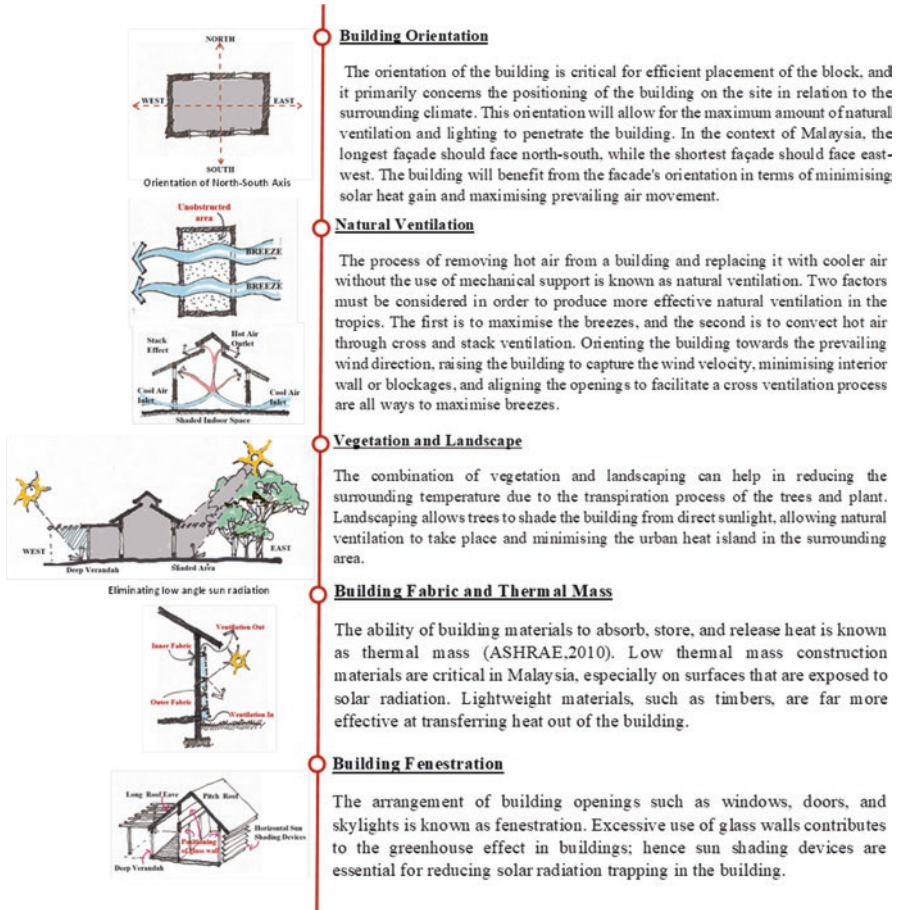 NORTH
WEST
EAST
SOUTH
Orientation of North-South Axis
Building Orientation
The orientation of the building is critical for efficient placement of the block, and
it primarily concerns the positioning of the building on the site in relation to the
surrounding climate. This orientation will allow for the maximum amount of natural
ventilation and lighting to penetrate the building. In the context of Malaysia, the
longest façade should face north-south, while the shortest façade should face east-
west. The building will benefit from the facade's orientation in terms of minimising
solar heat gain and maximising prevailing air movement.
Unobstructed
area
BREEZE
BREEZE
Stack
Effect
Hot Air
Outlet
Cool Air
Inlet
Cool Air
Inlet
Shaded Indoor Space
Natural Ventilation
The process of removing hot air from a building and replacing it with cooler air
without the use of mechanical support is known as natural ventilation. Two factors
must be considered in order to produce more effective natural ventilation in the
tropics. The first is to maximise the breezes, and the second is to convect hot air
through cross and stack ventilation. Orienting the building towards the prevailing
wind direction, raising the building to capture the wind velocity, minimising interior
wall or blockages, and aligning the openings to facilitate a cross ventilation process
are all ways to maximise breezes.
WEST
EAST
Deep Verandah
Shaded Area
Eliminating low angle sun radiation
Vegetation and Landscape
The combination of vegetation and landscaping can help in reducing the
surrounding temperature due to the transpiration process of the trees and plant.
Landscaping allows trees to shade the building from direct sunlight, allowing natural
ventilation to take place and minimising the urban heat island in the surrounding
area.
Ventilation Out
Inner Fabric
Outer Fabric
Ventilation In
Building Fabric and Thermal Mass
The ability of building materials to absorb, store, and release heat is known
as thermal mass (ASHRAE,2010). Low thermal mass construction
materials are critical in Malaysia, especially on surfaces that are exposed to
solar radiation. Lightweight materials, such as timbers, are far more
effective at transferring heat out of the building.
Long Roof Eave
Pitch Roof
Horizontal Sun
Shading Devices
Positioning
of glass wall
Deep Verandah
Building Fenestration
The arrangement of building openings such as windows, doors, and
skylights is known as fenestration. Excessive use of glass walls contributes
to the greenhouse effect in buildings; hence sun shading devices are
essential for reducing solar radiation trapping in the building.